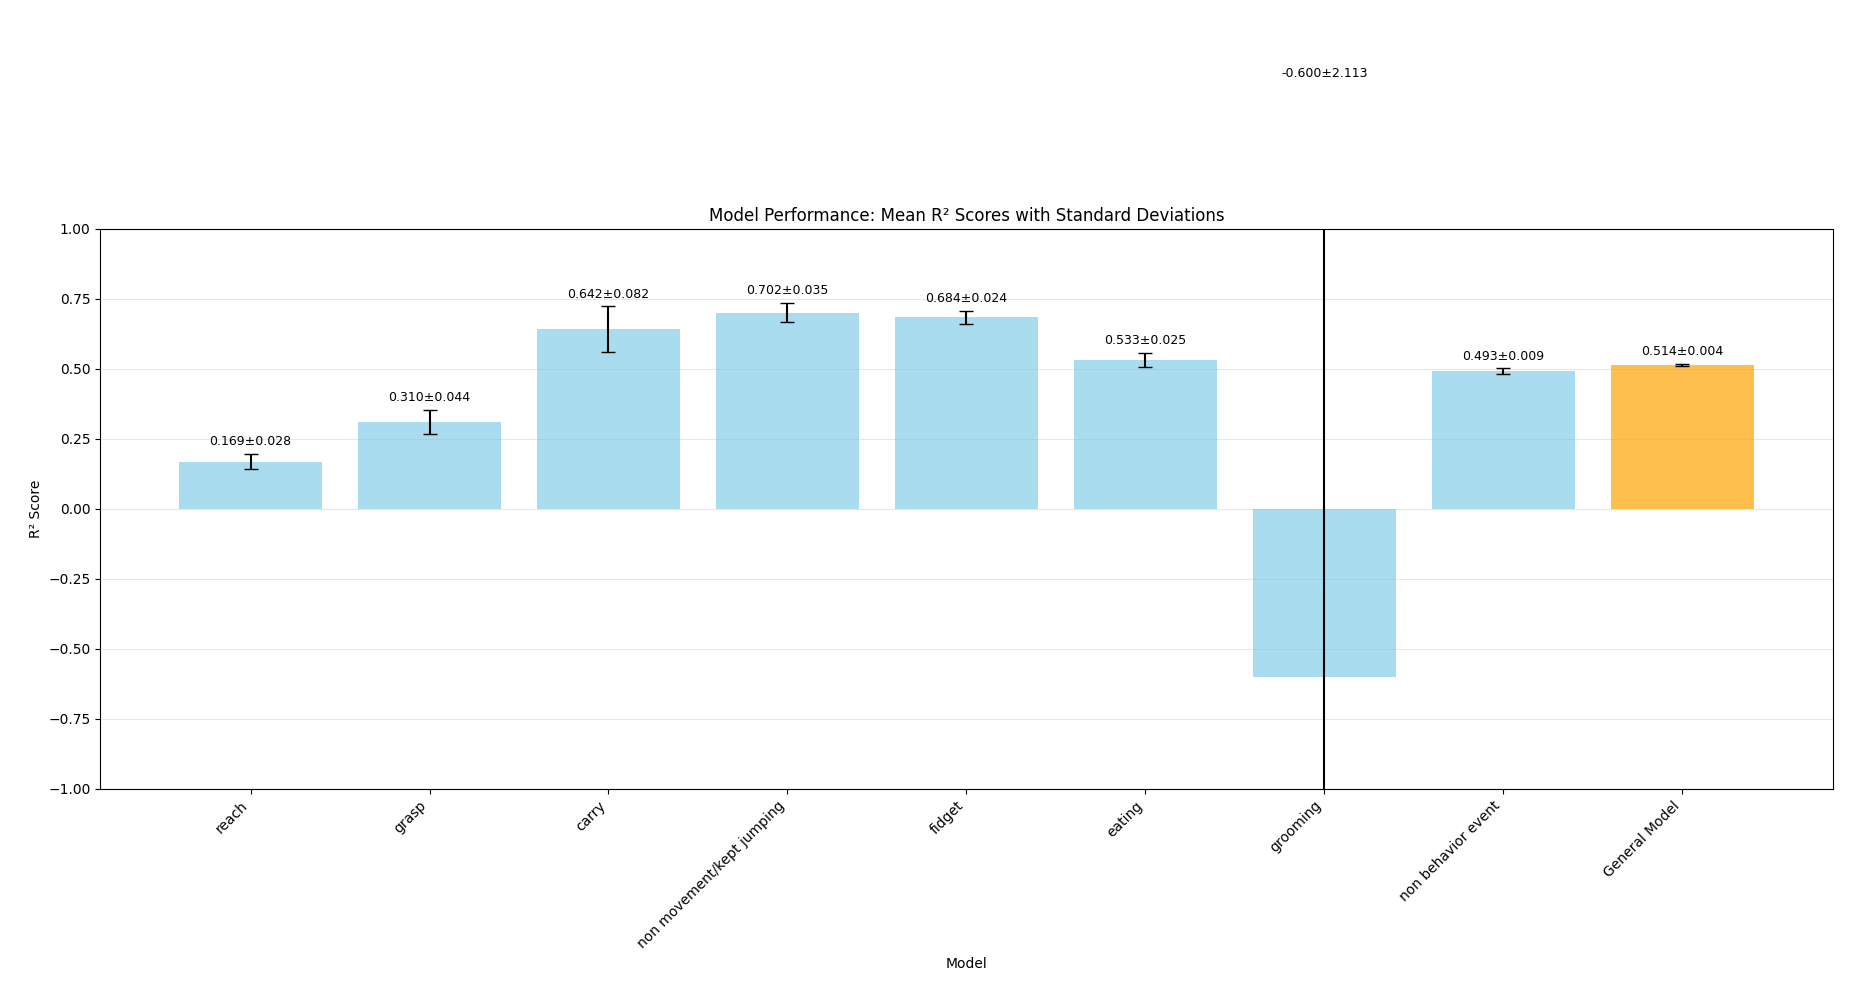 -0.600±2.113
Model Performance: Mean R² Scores with Standard Deviations
1.00
0.75
0.50
0.25
0.00
−0.25
−0.50
−0.75
−1.00
R² Score
0.169±0.028
0.310±0.044
0.642±0.082
0.702±0.035
0.684±0.024
0.533±0.025
0.493±0.009
0.514±0.004
reach
grasp
carry
non movement/kept jumping
fidget
eating
grooming
non behavior event
General Model
Model